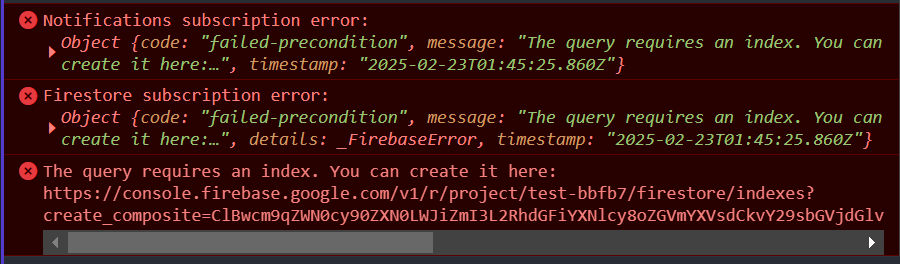 Notifications subscription error:
Object {code: "failed-precondition", message: "The query requires an index. You can
create it here:…", timestamp: "2025-02-23T01:45:25.860Z"}
Firestore subscription error:
Object {code: "failed-precondition", message: "The query requires an index. You can
create it here:…", details: _FirebaseError, timestamp: "2025-02-23T01:45:25.860Z"}
The query requires an index. You can create it here:
https://console.firebase.google.com/v1/r/project/test-bbfb7/firestore/indexes?
create_composite=ClBwcm9qZWN0cy90ZXN0LWJiZmI3L2RhdGFiYXNlcy8oZGVmYXVsdCkvY29sbGVjdGlv